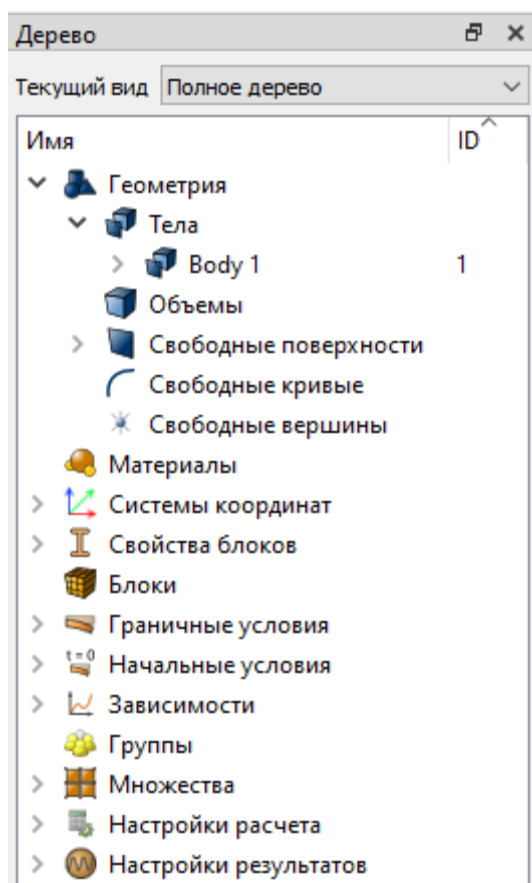 Дерево
Текущий вид Полное дерево
Имя ID
Геометрия
Тела
Body 1 1
Объемы
Свободные поверхности
Свободные кривые
Свободные вершины
Материалы
Системы координат
Свойства блоков
Блоки
Граничные условия
t = 0 Начальные условия
Зависимости
Группы
Множества
Настройки расчета
Настройки результатов